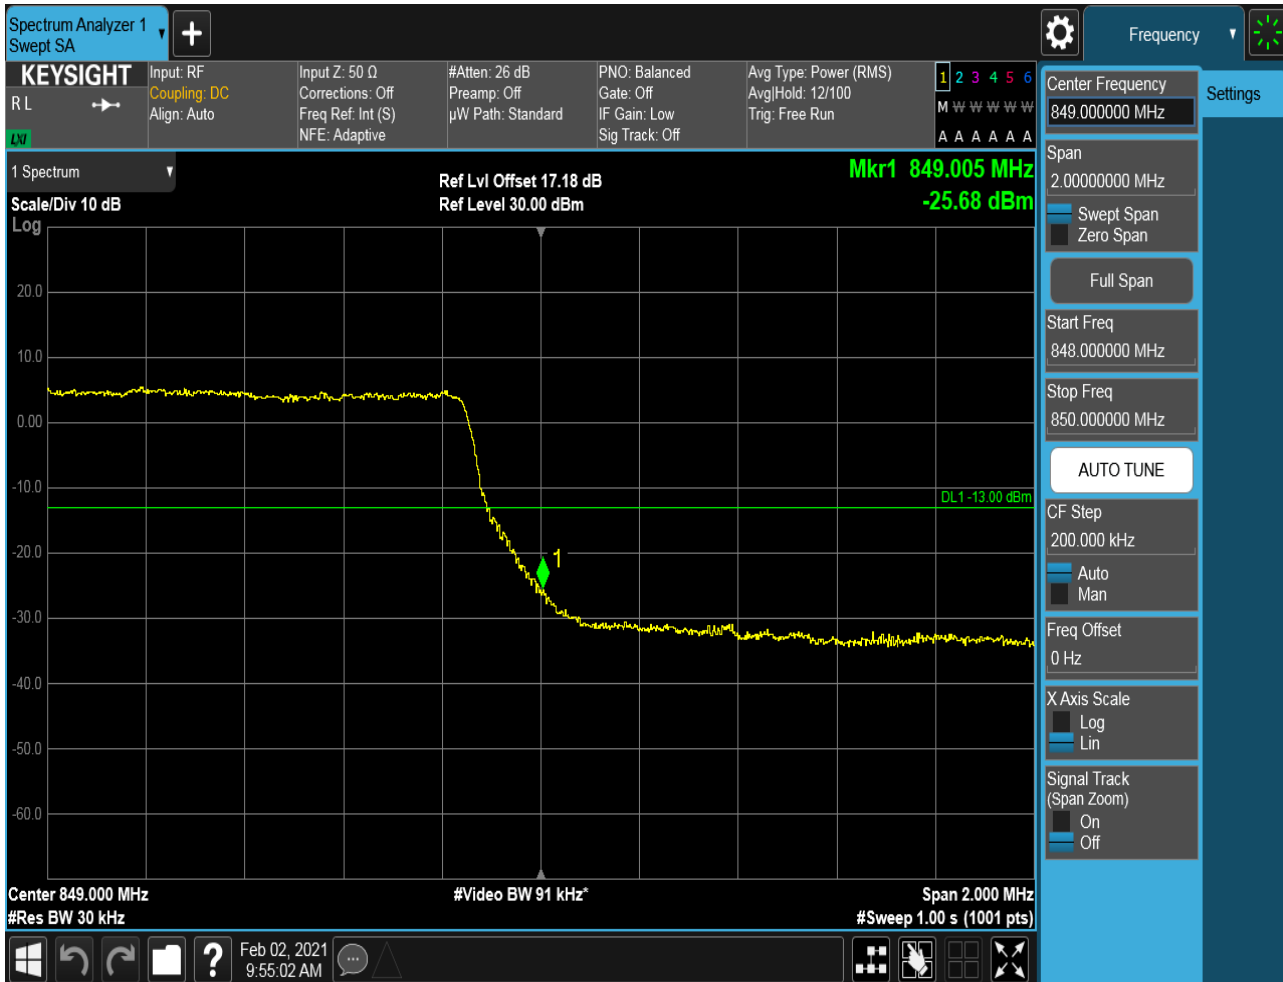 Spectrum Analyzer 1
Swept SA
Frequency
KEYSIGHT
R L
LXI
Input: RF
Coupling: DC
Align: Auto
Input Z: 50 Ω
Corrections: Off
Freq Ref: Int (S)
NFE: Adaptive
#Atten: 26 dB
Preamp: Off
µW Path: Standard
PNO: Balanced
Gate: Off
IF Gain: Low
Sig Track: Off
Avg Type: Power (RMS)
Avg|Hold: 12/100
Trig: Free Run
1 2 3 4 5 6
M W W W W W
A A A A A A
1 Spectrum
Scale/Div 10 dB
Log
Ref Lvl Offset 17.18 dB
Ref Level 30.00 dBm
Mkr1 849.005 MHz
-25.68 dBm
20.0
10.0
0.00
-10.0
DL1 -13.00 dBm
-20.0
1
-30.0
-40.0
-50.0
-60.0
Center 849.000 MHz
#Video BW 91 kHz*
Span 2.000 MHz
#Res BW 30 kHz
#Sweep 1.00 s (1001 pts)
?
Feb 02, 2021
9:55:02 AM
Center Frequency
849.000000 MHz
Settings
Span
2.00000000 MHz
Swept Span
Zero Span
Full Span
Start Freq
848.000000 MHz
Stop Freq
850.000000 MHz
AUTO TUNE
CF Step
200.000 kHz
Auto
Man
Freq Offset
0 Hz
X Axis Scale
Log
Lin
Signal Track
(Span Zoom)
On
Off